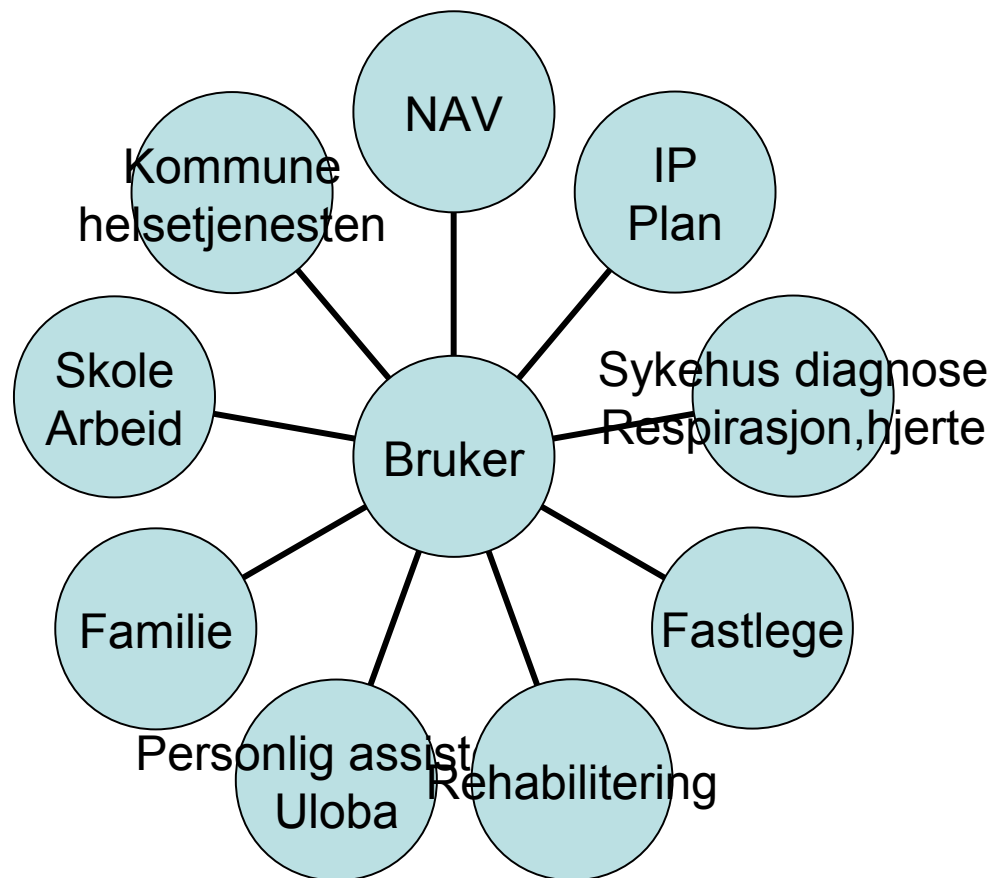 NAV
IP
Plan
Kommune
helsetjenesten
Sykehus diagnose
Respirasjon,hjerte
Skole
Arbeid
Bruker
Familie
Fastlege
Personlig assist
Uloba
Rehabilitering